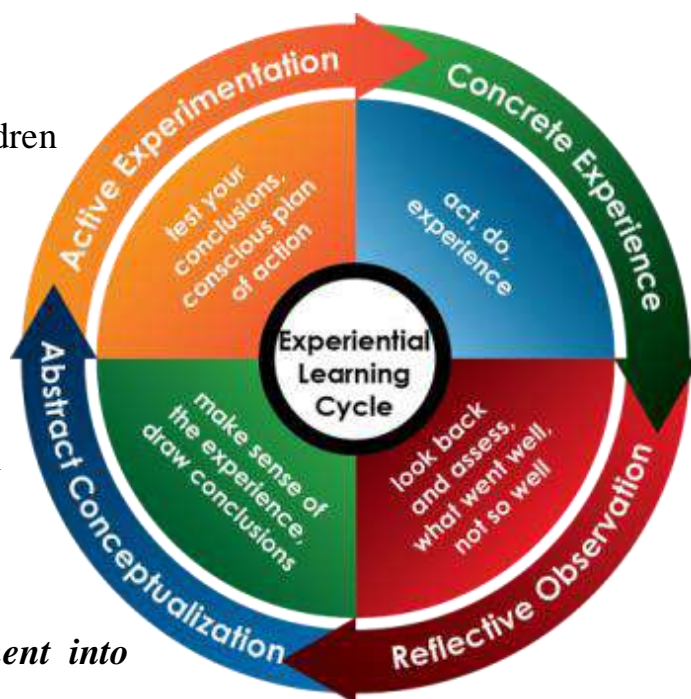 Active Experimentation
Concrete Experience
test your
conclusions,
conscious plan
of action
act, do,
experience
Experiential
Learning
Cycle
make sense of
the experience,
draw conclusions
look back
and assess,
what went well,
not so well
Abstract Conceptualization
Reflective Observation
into